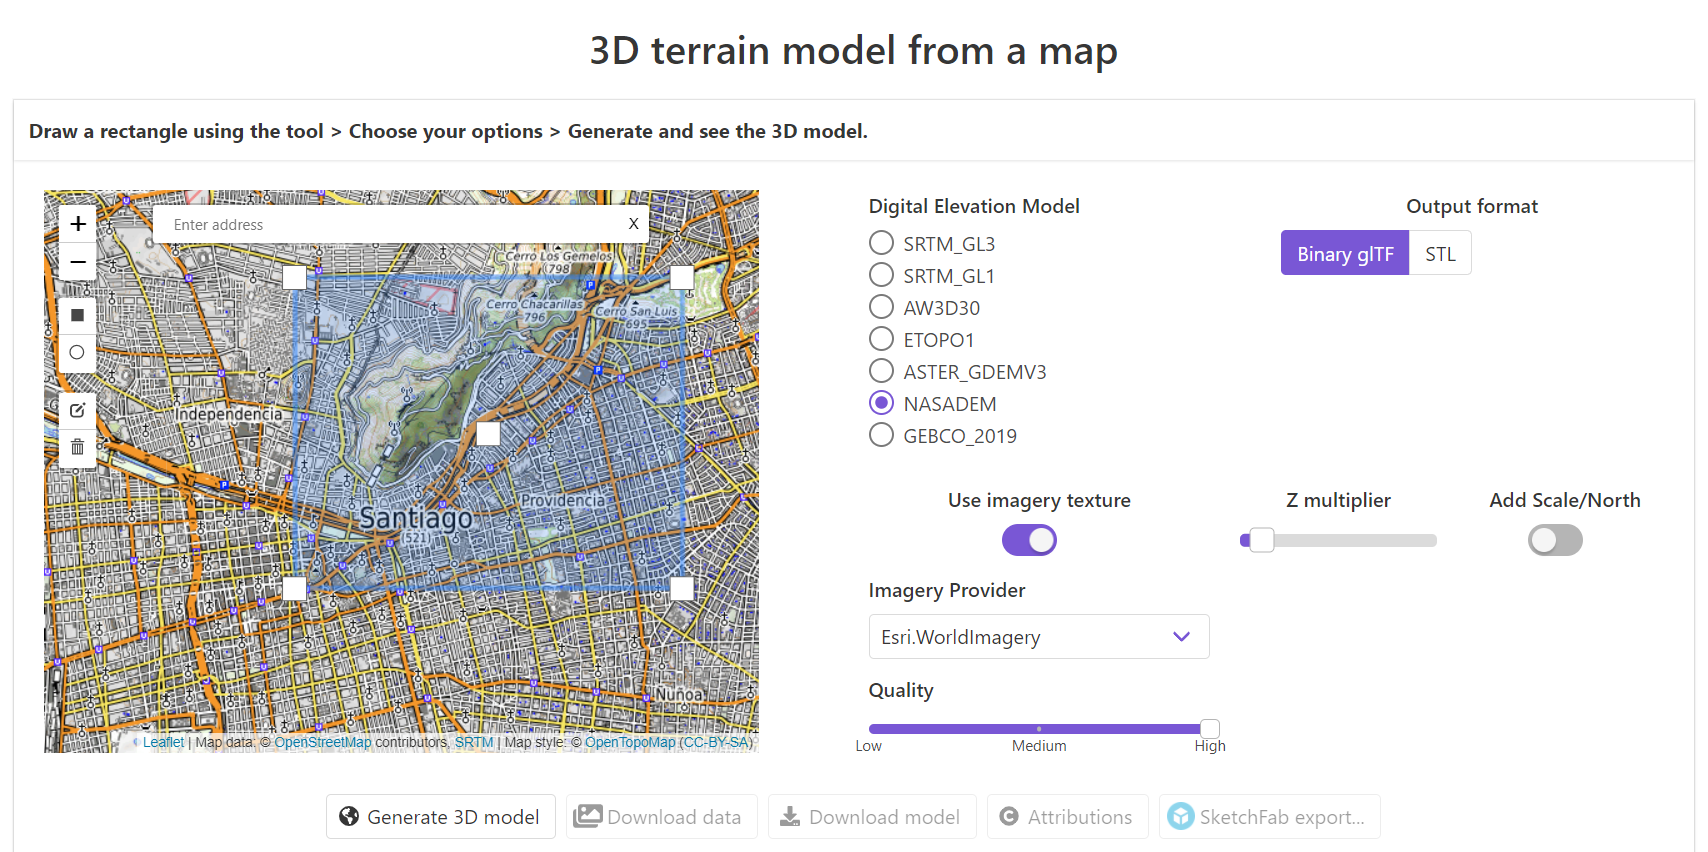 3D terrain model from a map
Draw a rectangle using the tool > Choose your options > Generate and see the 3D model.
+
−
Enter address
X
Cerro Los Gemelos
(798
Cerro Chacarillas
796
Cerro San Luis
695
Independencia
Providencia
Santiago
(521)
Ñuñoa
Leaflet | Map data: © OpenStreetMap contributors, SRTM | Map style: © OpenTopoMap (CC-BY-SA)
Digital Elevation Model
SRTM_GL3
SRTM_GL1
AW3D30
ETOPO1
ASTER_GDEMV3
NASADEM
GEBCO_2019
Output format
Binary glTF
STL
Use imagery texture
Z multiplier
Add Scale/North
Imagery Provider
Esri.WorldImagery
Quality
Low
Medium
High
Generate 3D model
Download data
Download model
Attributions
SketchFab export...